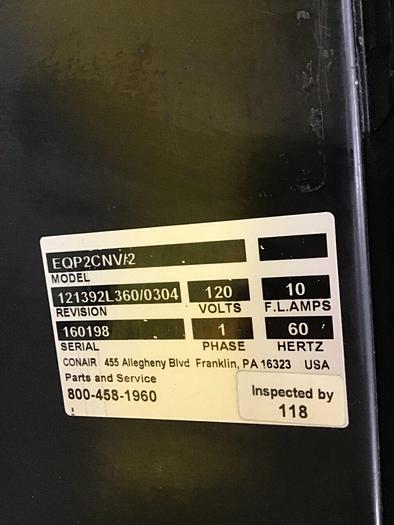 EQP2CNV/2
MODEL
121392L360/0304 120 10
REVISION VOLTS F.L.AMPS
160198 1 60
SERIAL PHASE HERTZ
CONAIR 455 Allegheny Blvd Franklin, PA 16323 USA
Parts and Service
800-458-1960
Inspected by
118